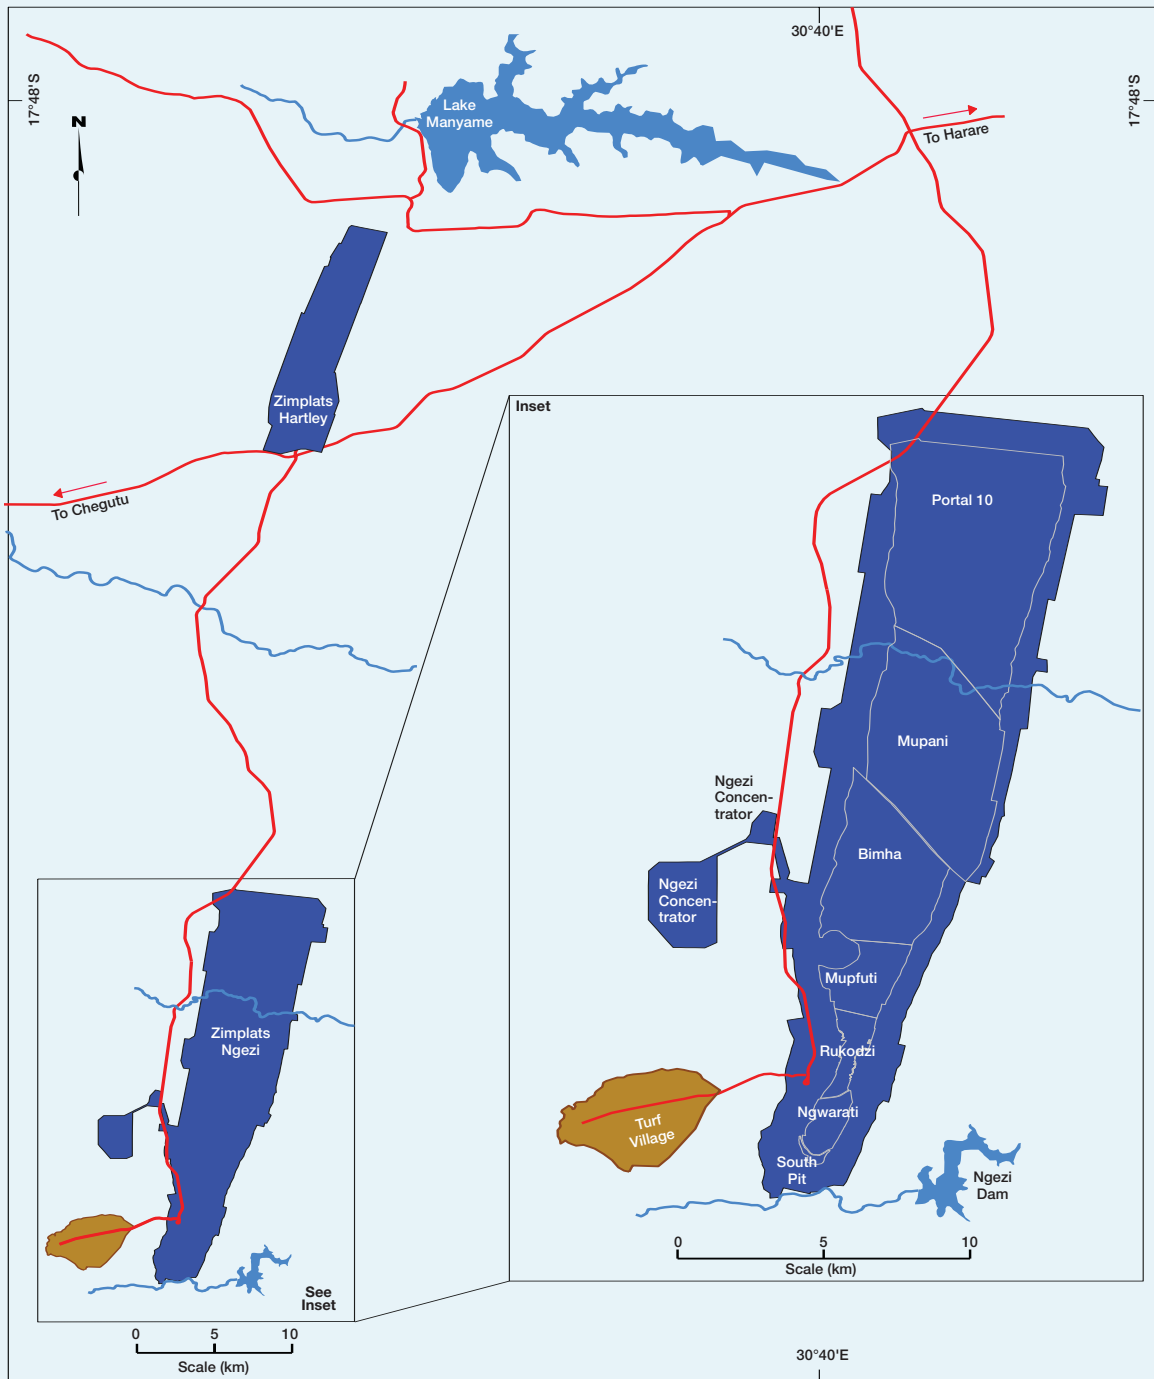 30°40'E
17°48'S
17°48'S
N
Lake
Manyame
To Harare
Zimplats
Hartley
To Chegutu
Inset
Portal 10
Mupani
Ngezi
Concen-
trator
Bimha
Ngezi
Concen-
trator
Mupfuti
Rukodzi
Ngwarati
Turf
Village
South
Pit
Ngezi
Dam
0 5 10
Scale (km)
Zimplats
Ngezi
See
Inset
0 5 10
Scale (km)
30°40'E